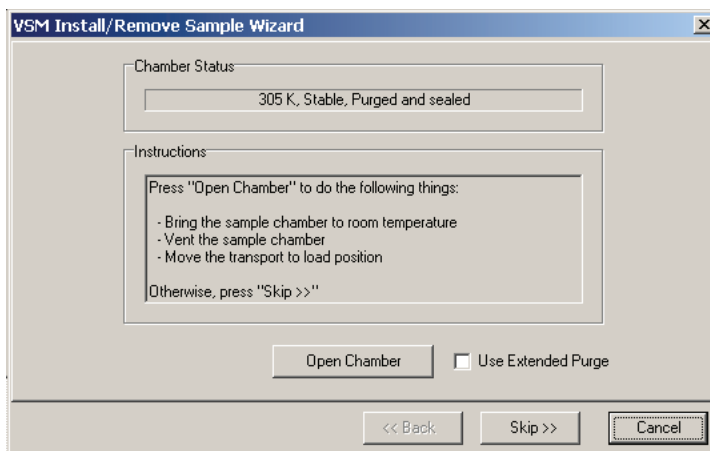 VSM Install/Remove Sample Wizard
Chamber Status
305 K, Stable, Purged and sealed
Instructions
Press "Open Chamber" to do the following things:
- Bring the sample chamber to room temperature
- Vent the sample chamber
- Move the transport to load position
Otherwise, press "Skip >>"
Open Chamber
Use Extended Purge
<< Back
Skip >>
Cancel